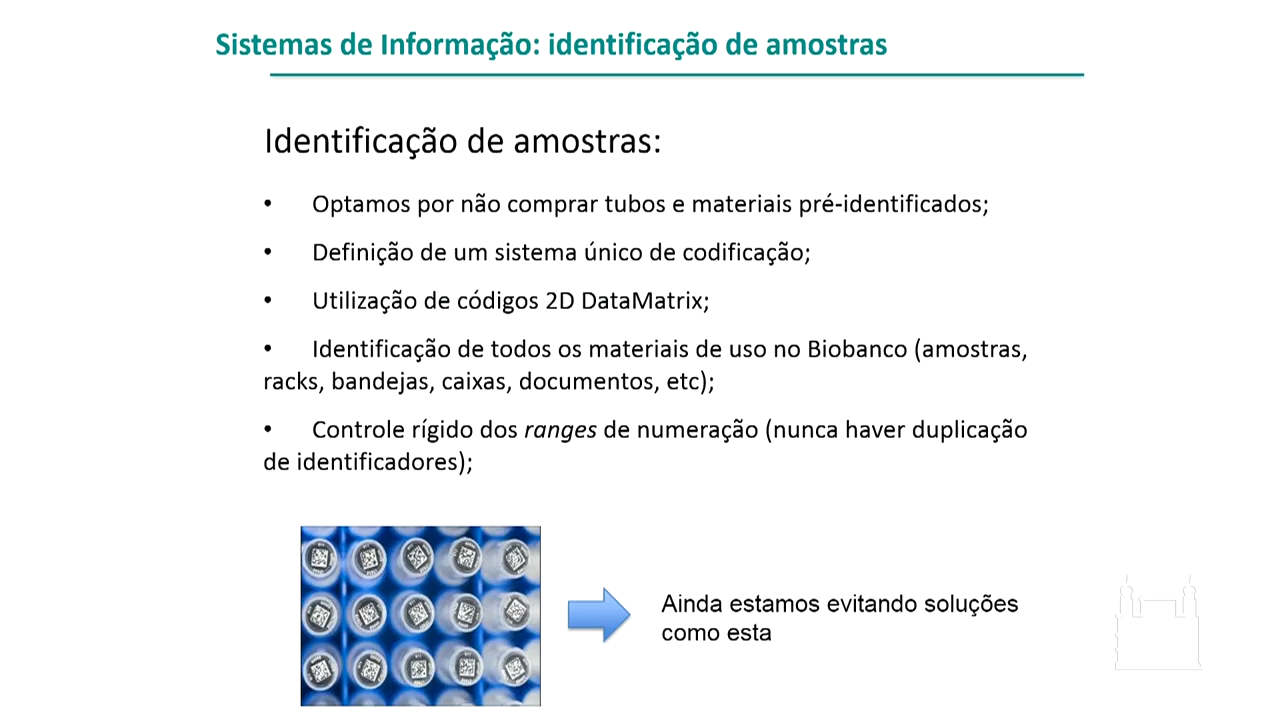 Sistemas de Informação: identificação de amostras
Identificação de amostras:
• Optamos por não comprar tubos e materiais pré-identificados;
• Definição de um sistema único de codificação;
• Utilização de códigos 2D DataMatrix;
• Identificação de todos os materiais de uso no Biobanco (amostras,
racks, bandejas, caixas, documentos, etc);
• Controle rígido dos ranges de numeração (nunca haver duplicação
de identificadores);
Ainda estamos evitando soluções
como esta